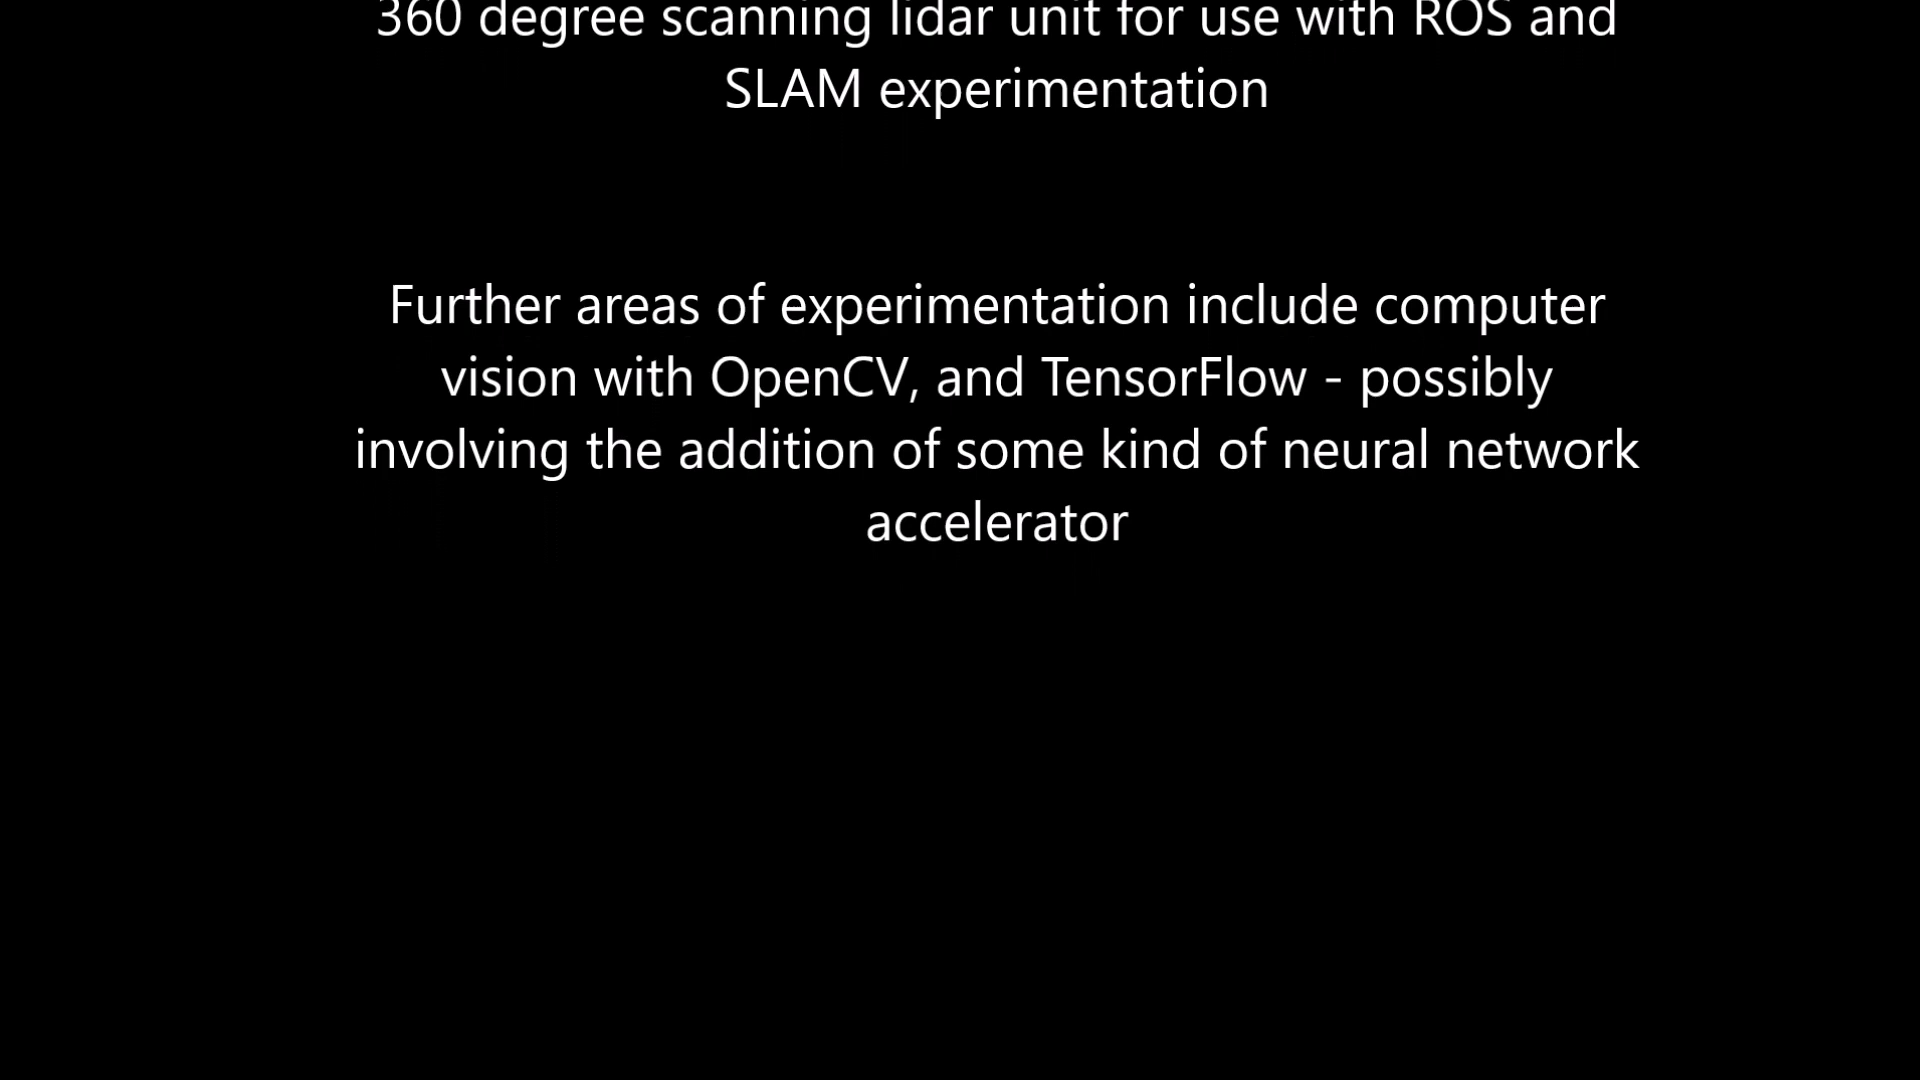 360 degree scanning lidar unit for use with ROS and
SLAM experimentation
Further areas of experimentation include computer
vision with OpenCV, and TensorFlow - possibly
involving the addition of some kind of neural network
accelerator